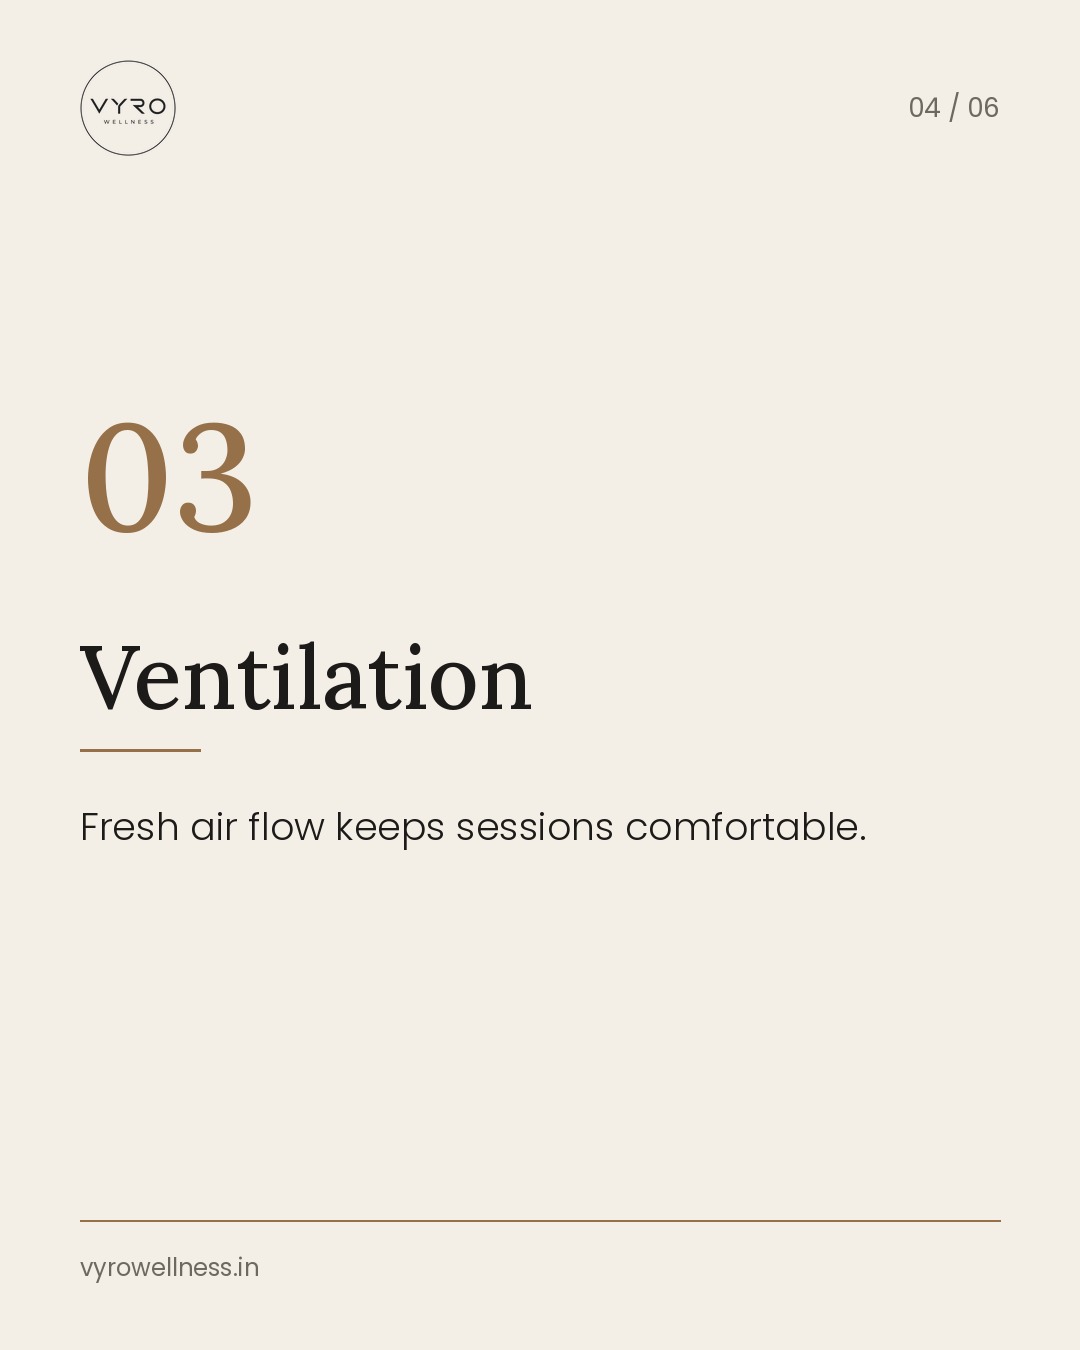 VYRO
WELLNESS
04 / 06
03
Ventilation
Fresh air flow keeps sessions comfortable.
vyrowellness.in